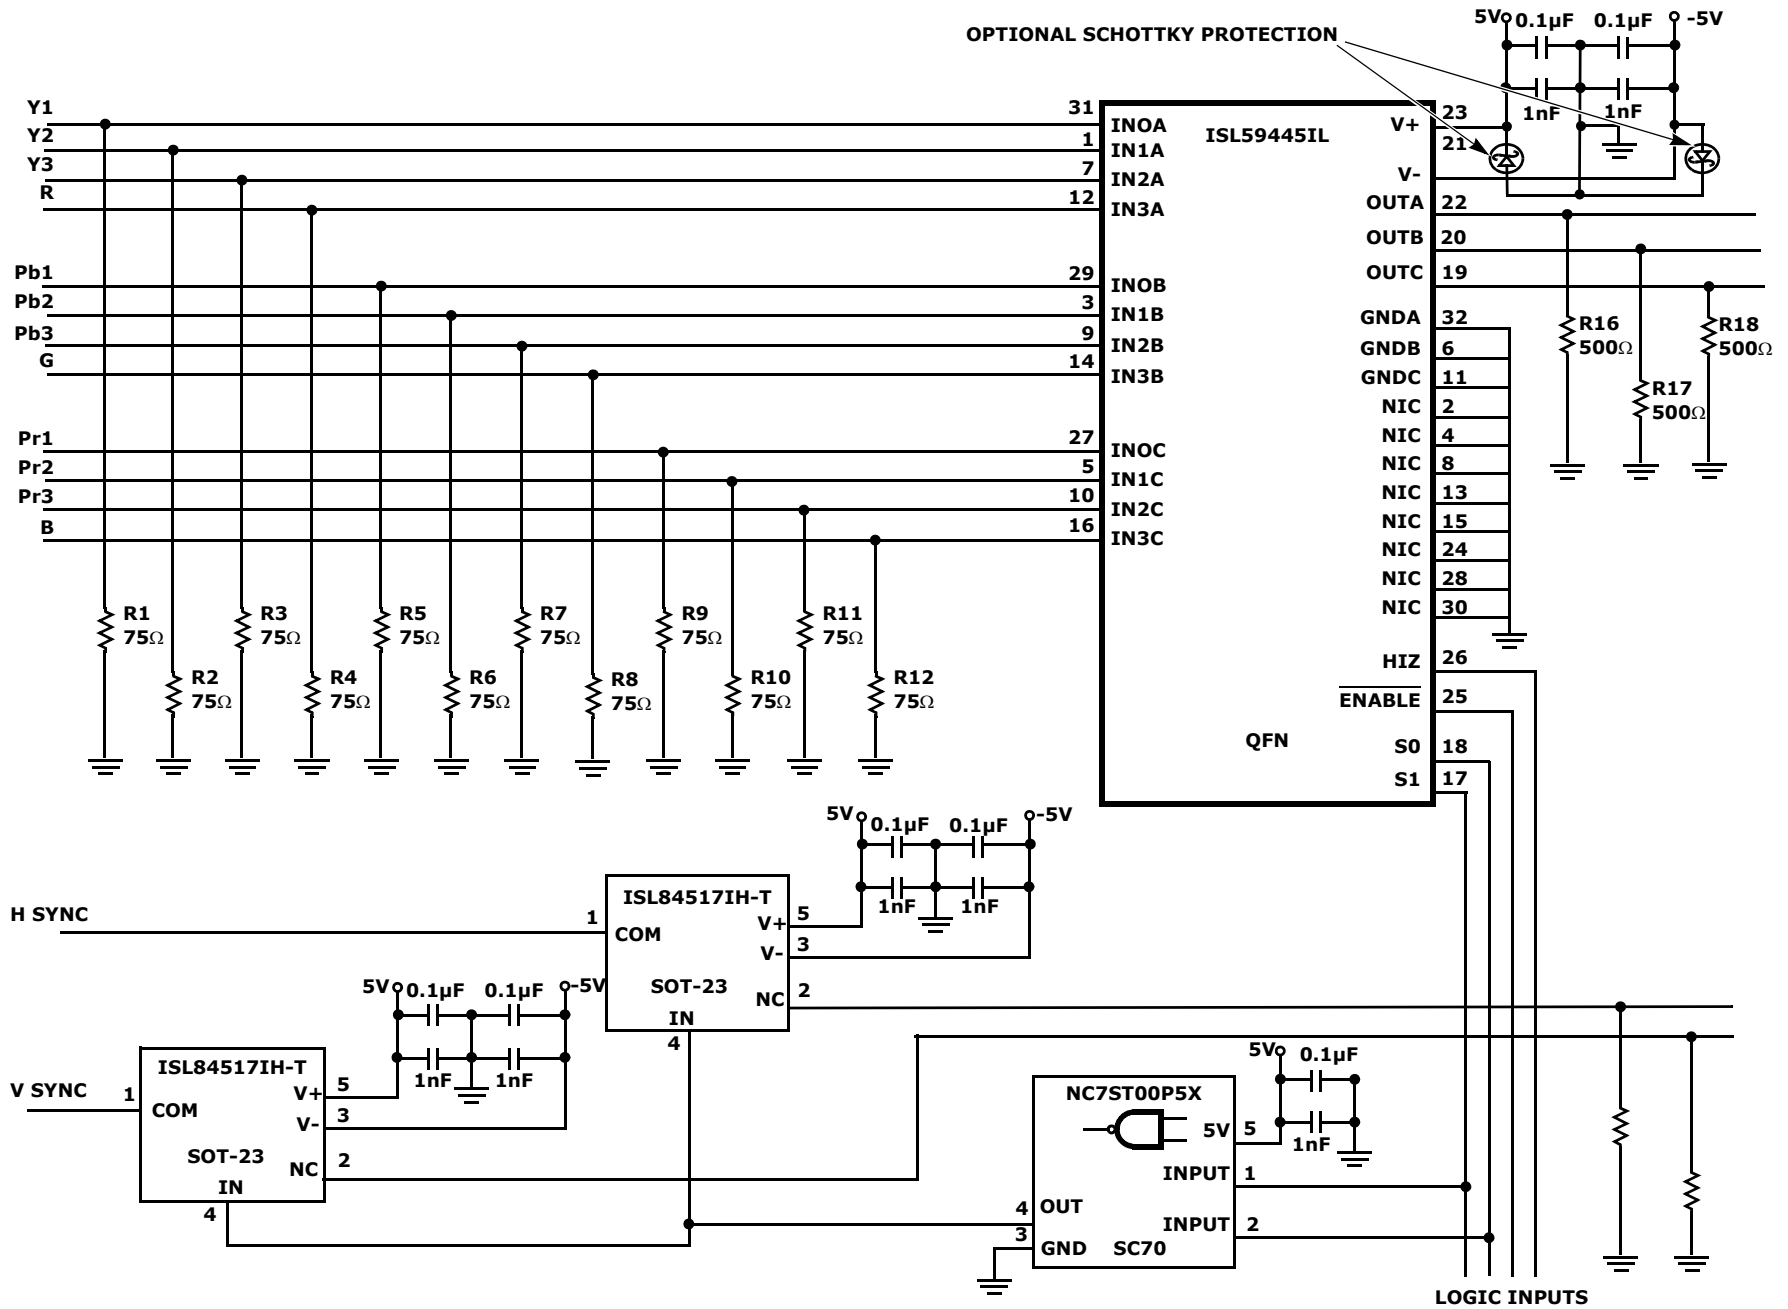 OPTIONAL SCHOTTKY PROTECTION
5V 0.1µF 0.1µF -5V
1nF 1nF
Y1
Y2
Y3
R
Pb1
Pb2
Pb3
G
Pr1
Pr2
Pr3
B
31 INOA
1 IN1A
7 IN2A
12 IN3A
29 INOB
3 IN1B
9 IN2B
14 IN3B
27 INOC
5 IN1C
10 IN2C
16 IN3C
ISL59445IL
QFN
V+ 23
V- 21
OUTA 22
OUTB 20
OUTC 19
GNDA 32
GNDB 6
GNDC 11
NIC 2
NIC 4
NIC 8
NIC 13
NIC 15
NIC 24
NIC 28
NIC 30
HIZ 26
ENABLE 25
S0 18
S1 17
R16
500Ω
R17
500Ω
R18
500Ω
R1
75Ω
R2
75Ω
R3
75Ω
R4
75Ω
R5
75Ω
R6
75Ω
R7
75Ω
R8
75Ω
R9
75Ω
R10
75Ω
R11
75Ω
R12
75Ω
5V 0.1µF 0.1µF -5V
1nF 1nF
H SYNC
1 COM
ISL84517IH-T
V+ 5
V- 3
SOT-23
NC 2
IN
4
5V 0.1µF 0.1µF -5V
1nF 1nF
V SYNC
1 COM
ISL84517IH-T
V+ 5
V- 3
SOT-23
NC 2
IN
4
5V 0.1µF
1nF
NC7ST00P5X
5V 5
INPUT 1
4 OUT
INPUT 2
3 GND
SC70
LOGIC INPUTS